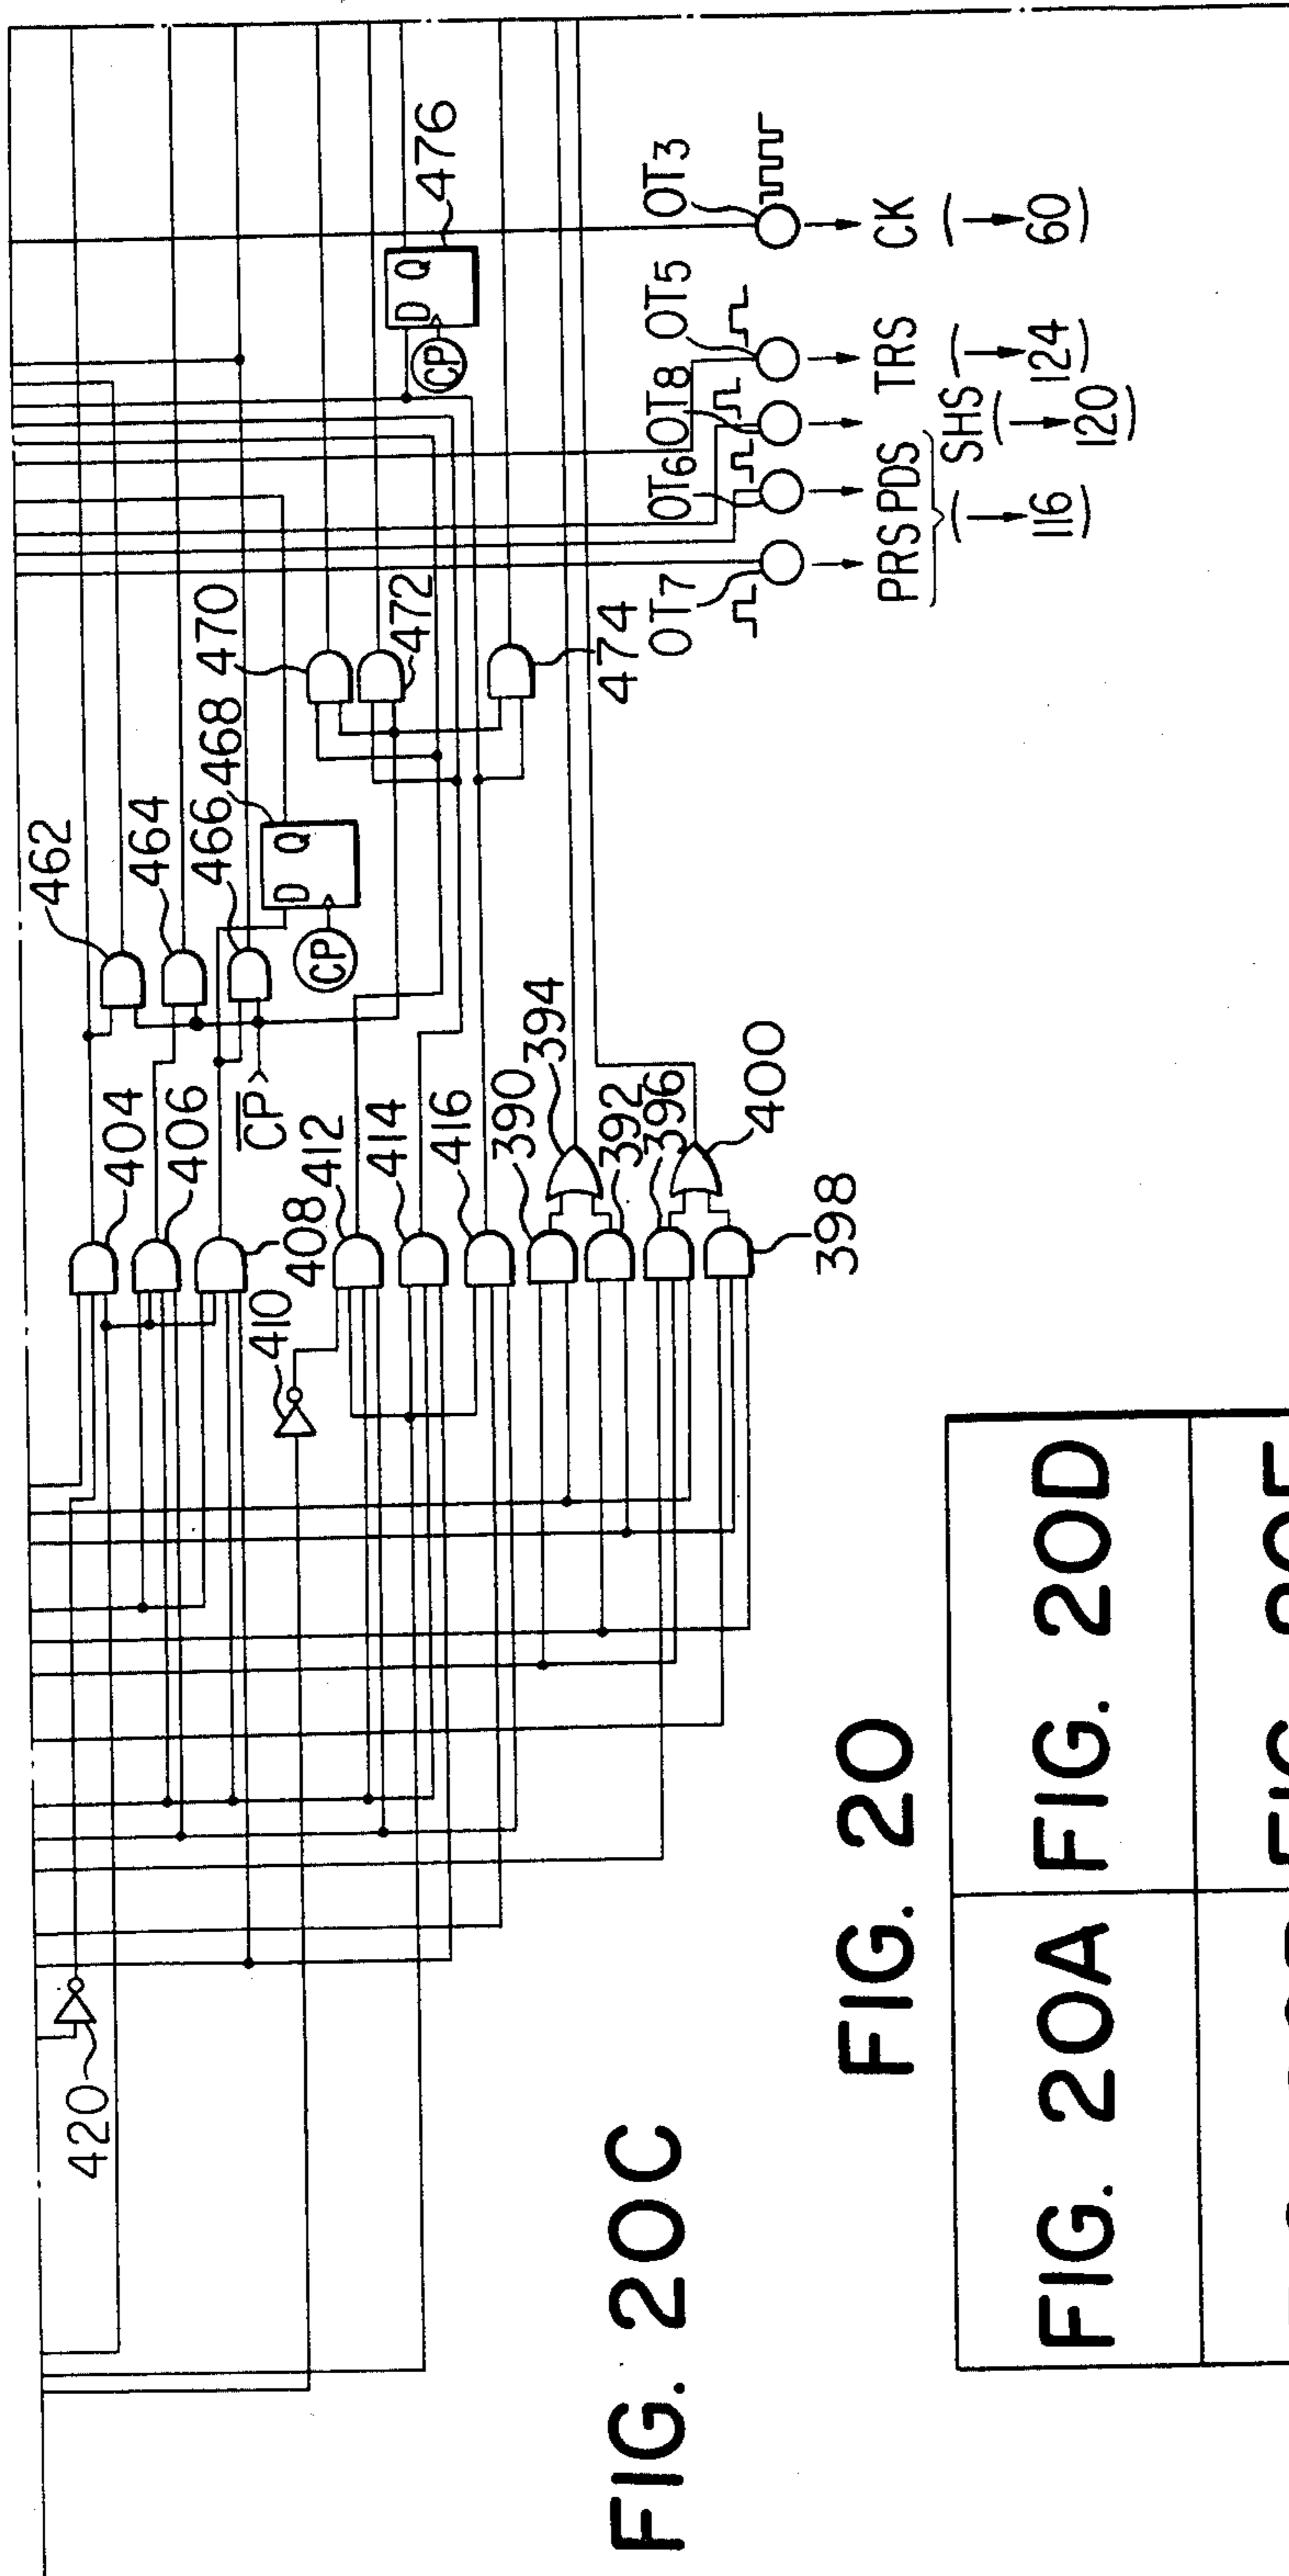 420
404
406
408
410
412
414
416
390
392
394
396
398
400
CP
462
464
466
468
D Q
CP
470
472
474
476
D Q
CP
OT7
OT6
OT8
OT5
OT3
PRS PDS
SHS
TRS
CK
(→116)
(→120)
(→124)
(→60)
FIG. 20C
FIG. 20
FIG. 20A
FIG. 20D